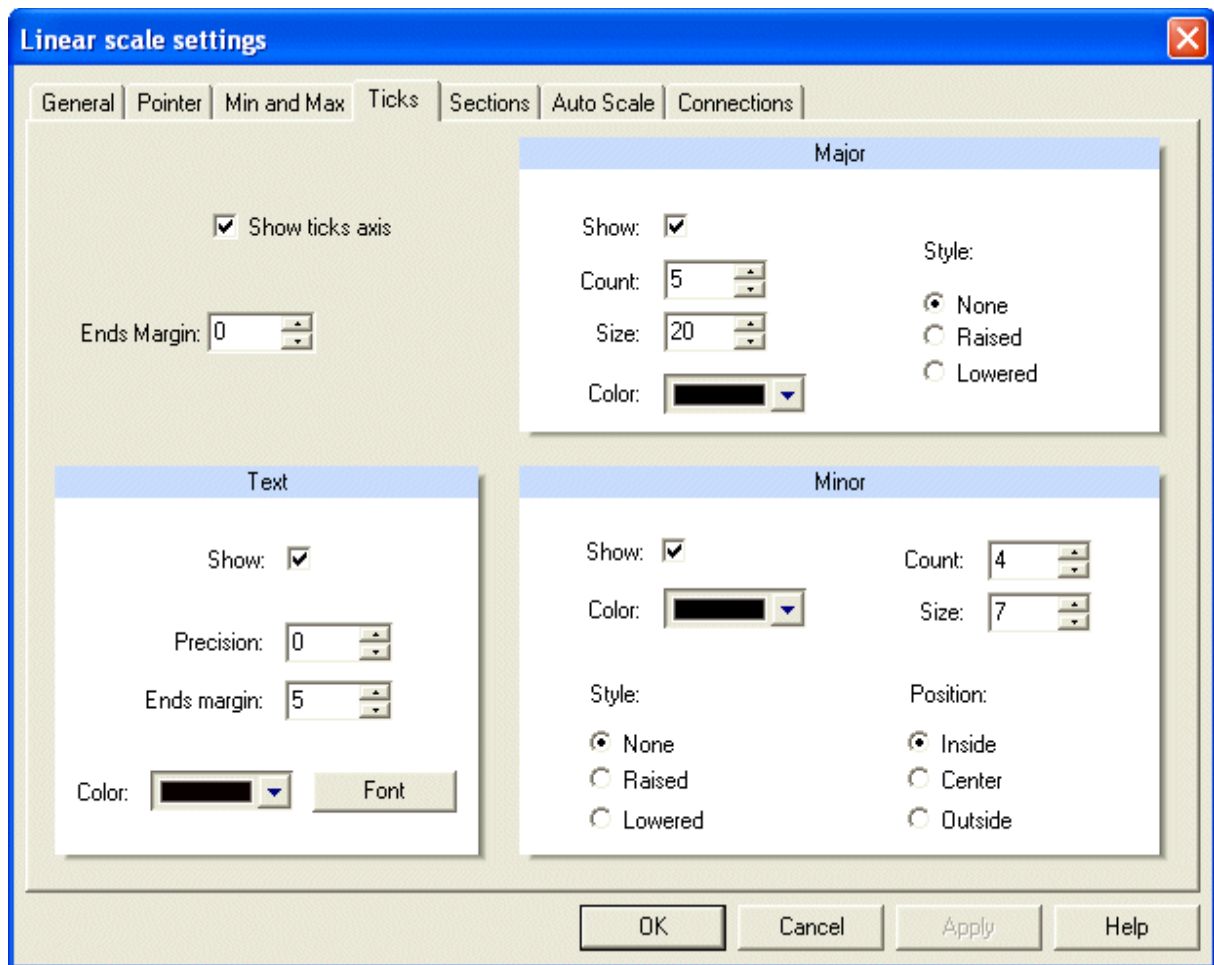 Linear scale settings
General Pointer Min and Max Ticks Sections Auto Scale Connections
Show ticks axis
Ends Margin: 0
Major
Show:
Count: 5
Size: 20
Color:
Style:
None
Raised
Lowered
Text
Show:
Precision: 0
Ends margin: 5
Color: Font
Minor
Show:
Color:
Count: 4
Size: 7
Style:
None
Raised
Lowered
Position:
Inside
Center
Outside
OK Cancel Apply Help